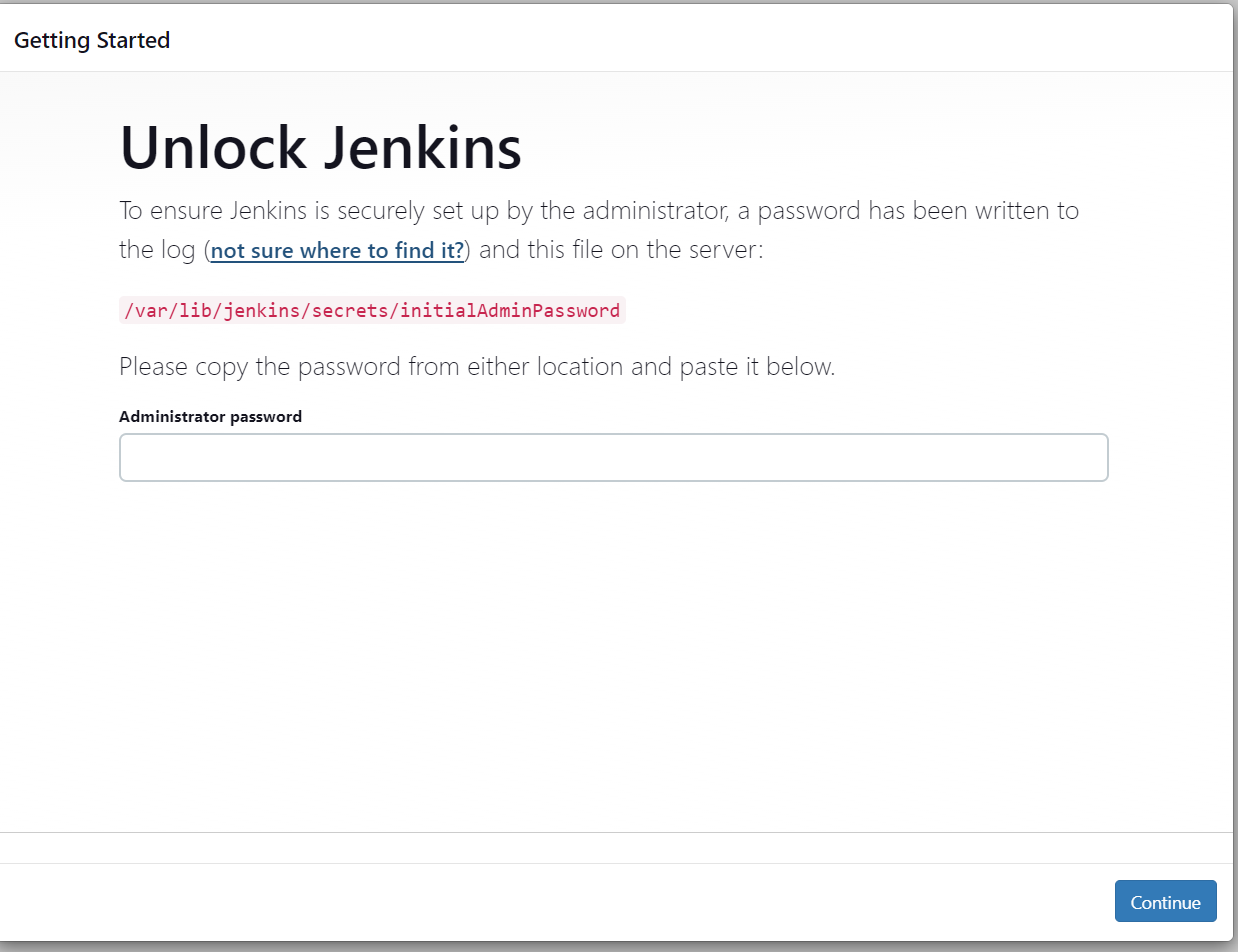 Getting Started
Unlock Jenkins
To ensure Jenkins is securely set up by the administrator, a password has been written to
the log (not sure where to find it?) and this file on the server:
/var/lib/jenkins/secrets/initialAdminPassword
Please copy the password from either location and paste it below.
Administrator password
Continue